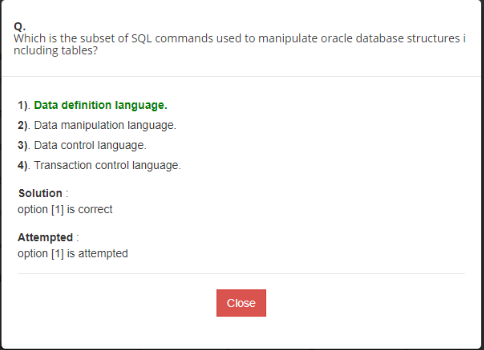 Q.
Which is the subset of SQL commands used to manipulate oracle database structures i
ncluding tables?
1). Data definition language.
2). Data manipulation language.
3). Data control language.
4). Transaction control language.
Solution :
option [1] is correct
Attempted :
option [1] is attempted
Close